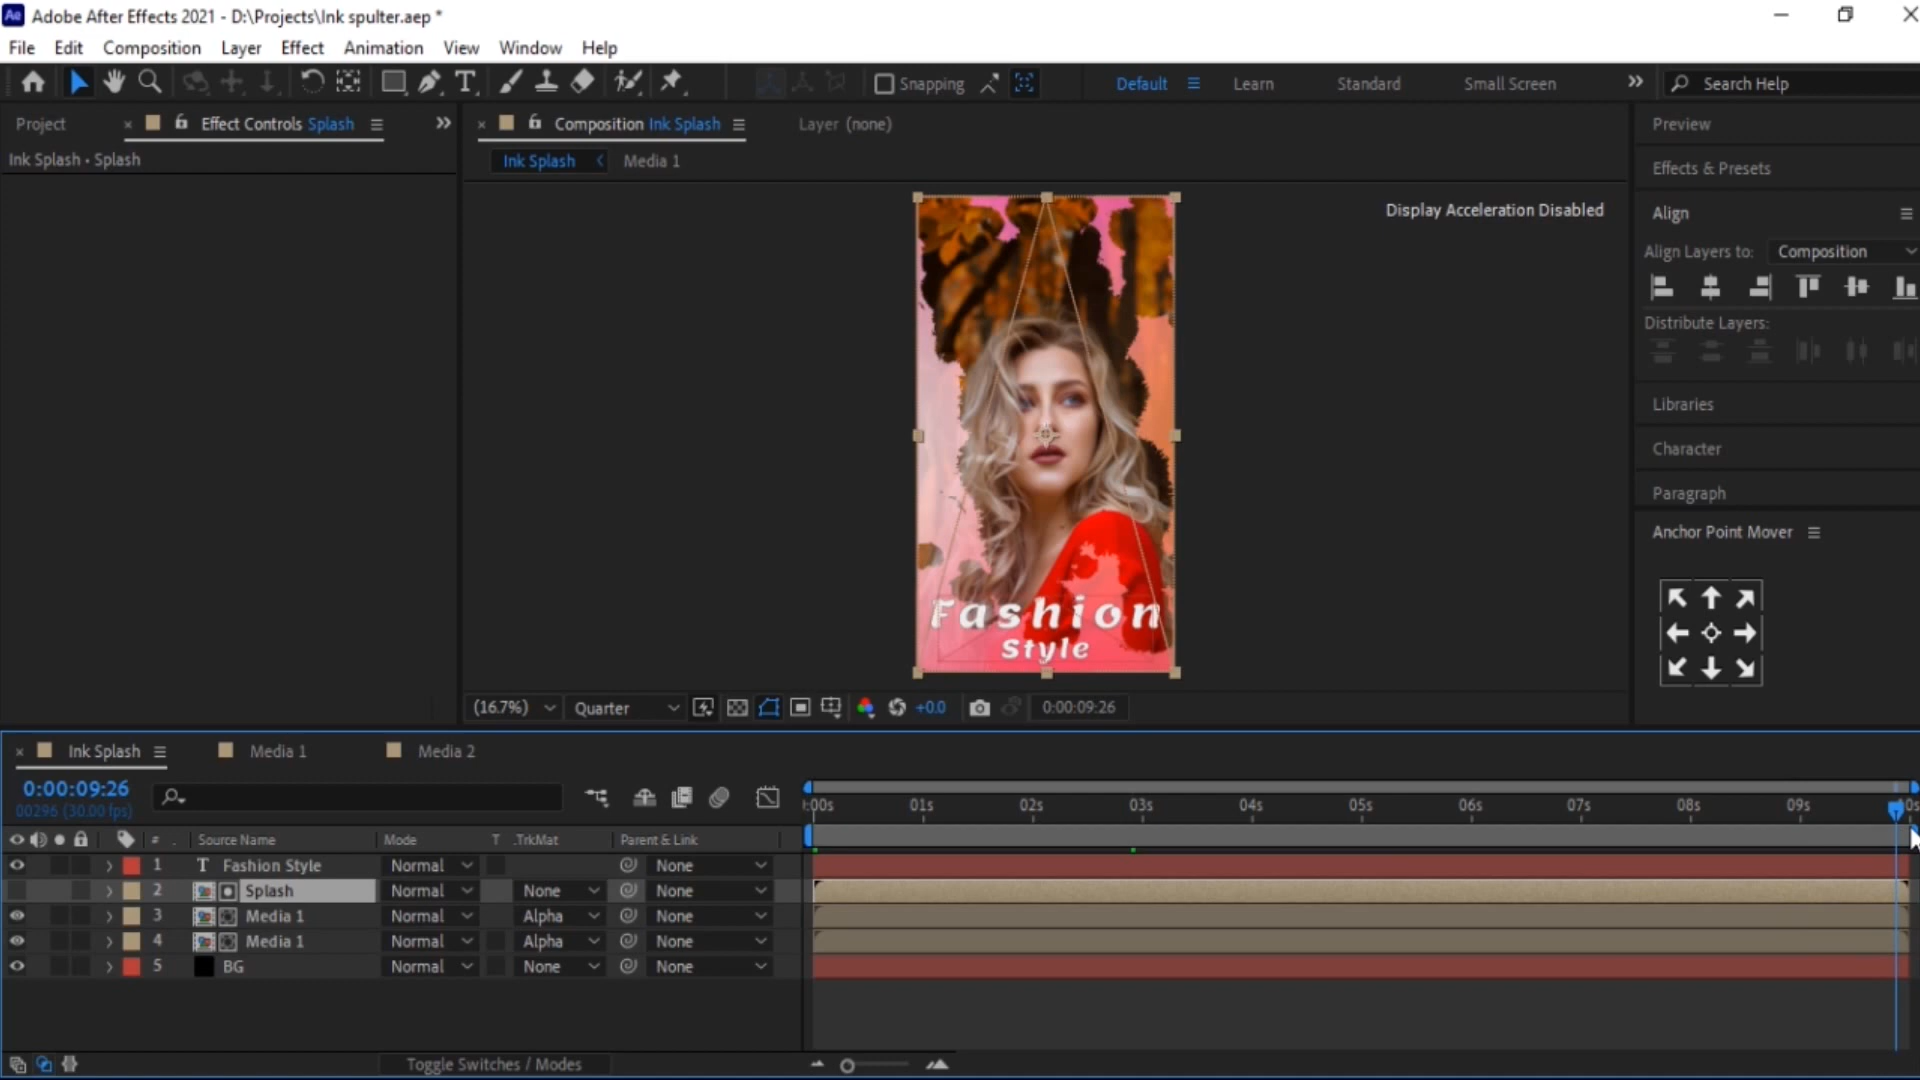 Ae Adobe After Effects 2021 - D:\Projects\Ink spulter.aep *
File Edit Composition Layer Effect Animation View Window Help
Snapping Default Learn Standard Small Screen Search Help
Project Effect Controls Splash Composition Ink Splash Layer (none) Preview
Ink Splash • Splash
Ink Splash Media 1
Effects & Presets
Display Acceleration Disabled
Align
Align Layers to: Composition
Distribute Layers:
Libraries
Character
Paragraph
Anchor Point Mover
Fashion
Style
(16.7%) Quarter +0.0 0:00:09:26
Ink Splash Media 1 Media 2
0:00:09:26
00296 (30.00 fps)
:00s 01s 02s 03s 04s 05s 06s 07s 08s 09s 10s
# . Source Name Mode T .TrkMat Parent & Link
1 T Fashion Style Normal None
2 Splash Normal None None
3 Media 1 Normal Alpha None
4 Media 1 Normal Alpha None
5 BG Normal None None
Toggle Switches / Modes